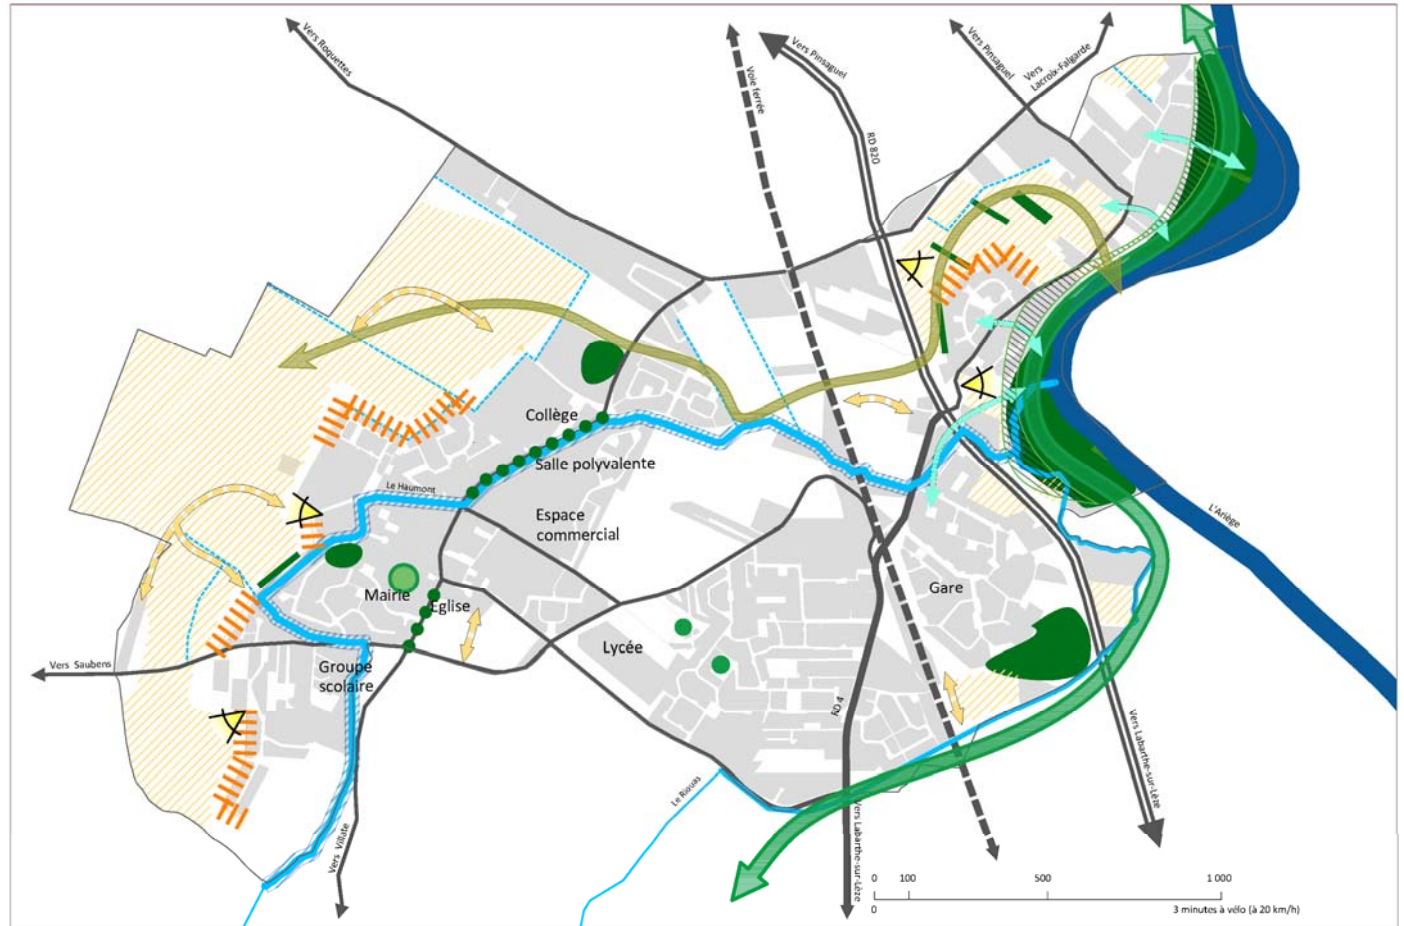 Vers Roquettes
Voie ferrée
Vers Pinsaguel
RD 820
Vers Pinsaguel
Vers
Lacroix-Falgarde
Collège
Salle polyvalente
Le Haumont
Espace
commercial
L'Ariège
Mairie
Eglise
Gare
Lycée
Vers Saubens
Groupe
scolaire
RD 4
Vers Labarthe-sur-Lèze
Le Riouas
Vers Villate
Vers Labarthe-sur-Lèze
0 100 500 1 000
0 3 minutes à vélo (à 20 km/h)